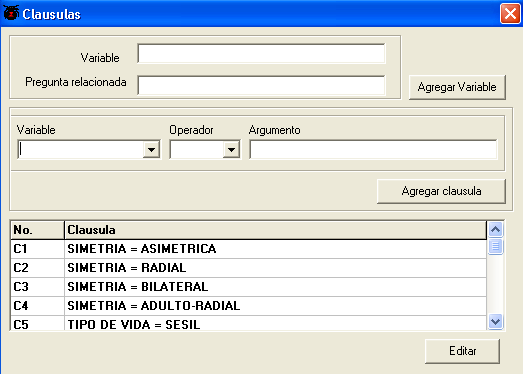 Clausulas
Variable
Pregunta relacionada
Agregar Variable
Variable Operador Argumento
Agregar clausula
No. Clausula
C1 SIMETRIA = ASIMETRICA
C2 SIMETRIA = RADIAL
C3 SIMETRIA = BILATERAL
C4 SIMETRIA = ADULTO-RADIAL
C5 TIPO DE VIDA = SESIL
Editar